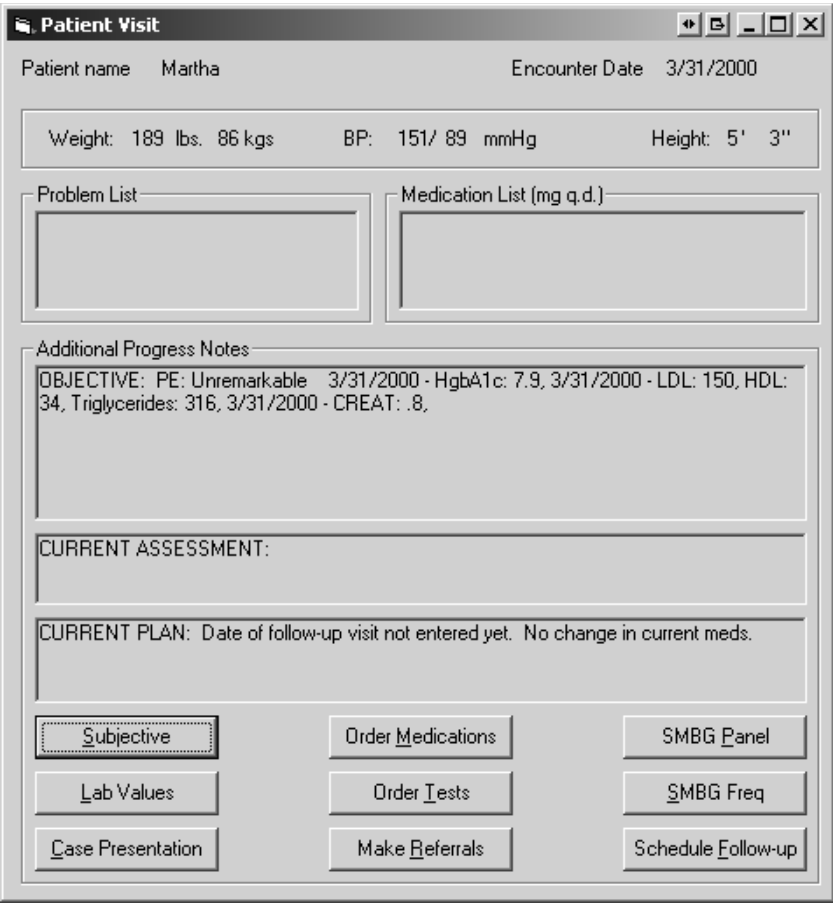 Patient Visit
Patient name Martha Encounter Date 3/31/2000
Weight: 189 lbs. 86 kgs BP: 151/ 89 mmHg Height: 5' 3"
Problem List Medication List (mg q.d.)
Additional Progress Notes
OBJECTIVE: PE: Unremarkable 3/31/2000 - HgbA1c: 7.9, 3/31/2000 - LDL: 150, HDL:
34, Triglycerides: 316, 3/31/2000 - CREAT: .8,
CURRENT ASSESSMENT:
CURRENT PLAN: Date of follow-up visit not entered yet. No change in current meds.
Subjective Order Medications SMBG Panel
Lab Values Order Tests SMBG Freq
Case Presentation Make Referrals Schedule Follow-up